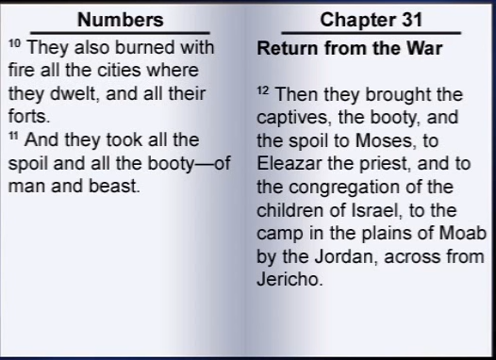 Numbers
¹⁰ They also burned with
fire all the cities where
they dwelt, and all their
forts.
¹¹ And they took all the
spoil and all the booty—of
man and beast.
Chapter 31
Return from the War
¹² Then they brought the
captives, the booty, and
the spoil to Moses, to
Eleazar the priest, and to
the congregation of the
children of Israel, to the
camp in the plains of Moab
by the Jordan, across from
Jericho.